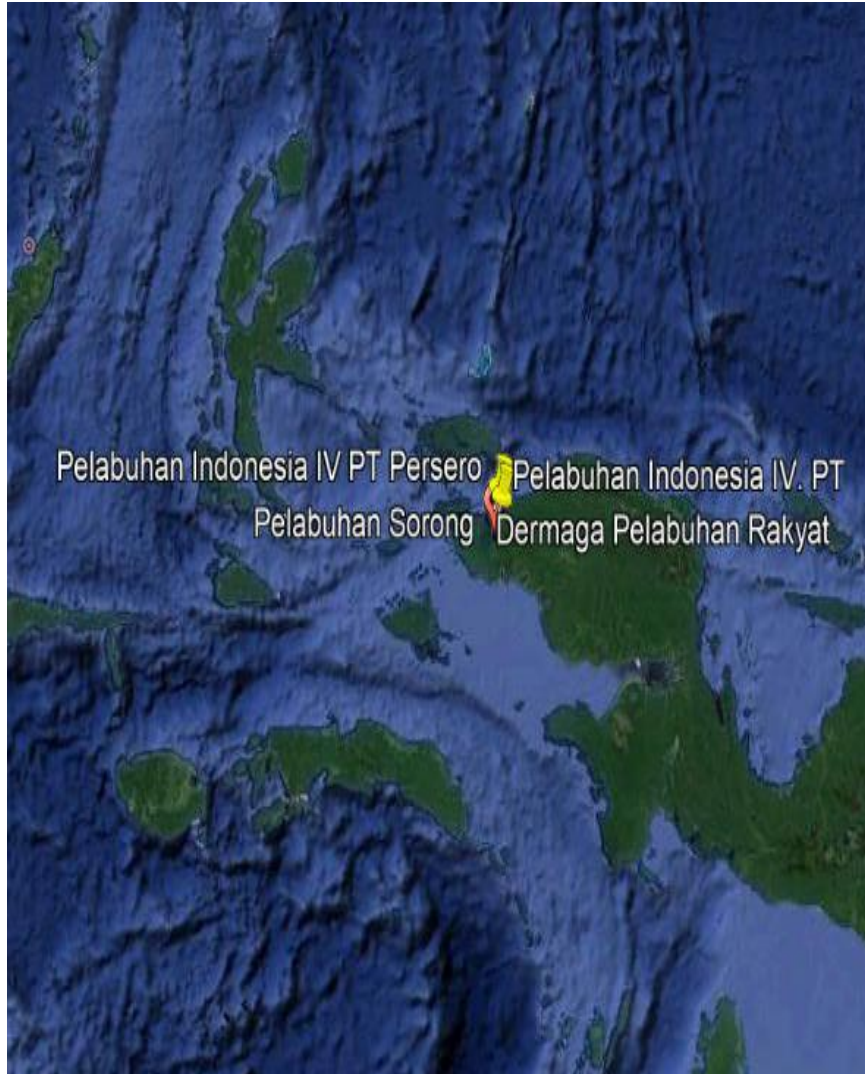 Pelabuhan Indonesia IV PT Persero
Pelabuhan Indonesia IV. PT
Pelabuhan Sorong
Dermaga Pelabuhan Rakyat